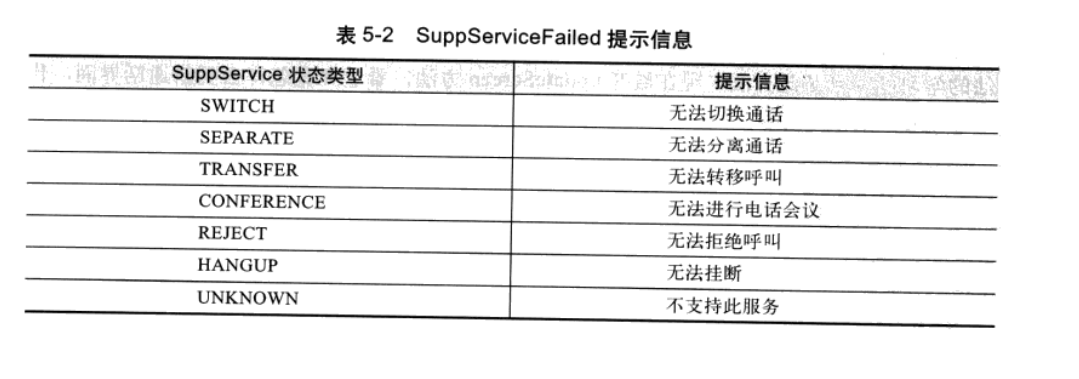 表 5-2 SuppServiceFailed 提示信息
SuppService 状态类型 提示信息
SWITCH 无法切换通话
SEPARATE 无法分离通话
TRANSFER 无法转移呼叫
CONFERENCE 无法进行电话会议
REJECT 无法拒绝呼叫
HANGUP 无法挂断
UNKNOWN 不支持此服务